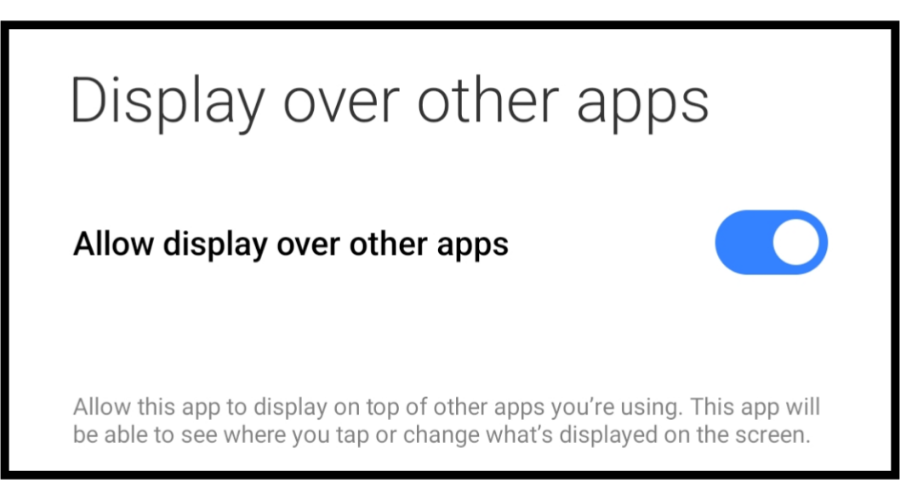 Display over other apps
Allow display over other apps
Allow this app to display on top of other apps you’re using. This app will
be able to see where you tap or change what’s displayed on the screen.